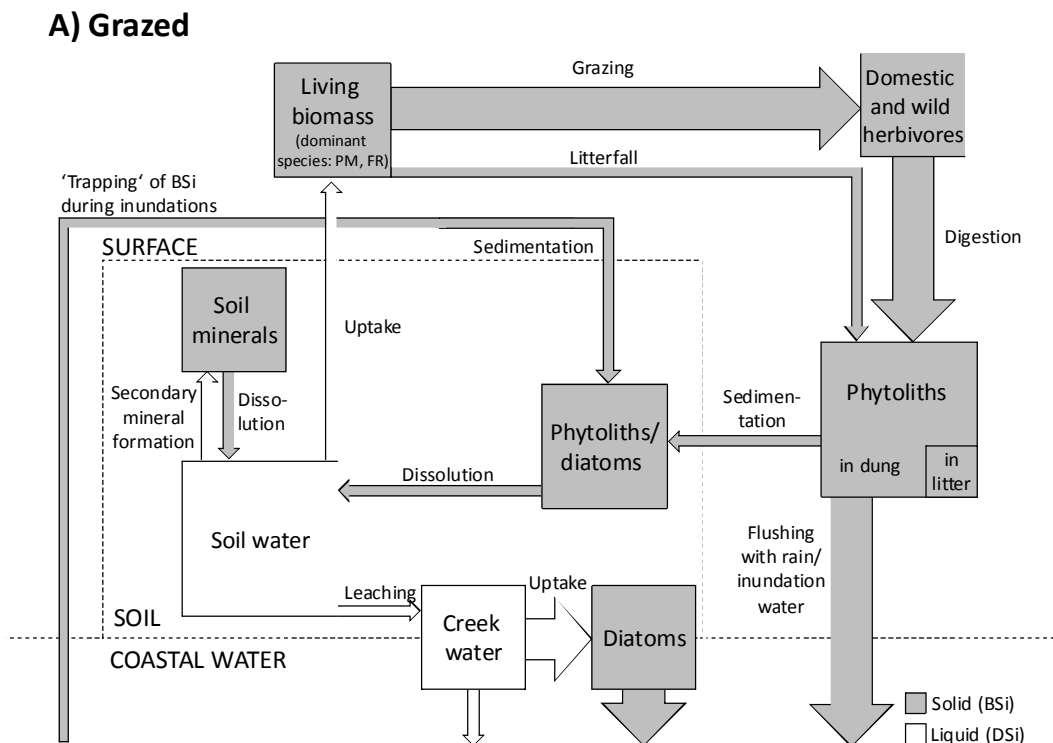 A) Grazed
Living
biomass
(dominant
species: PM, FR)
Grazing
Domestic
and wild
herbivores
Litterfall
'Trapping' of BSi
during inundations
SURFACE
Sedimentation
Digestion
Soil
minerals
Uptake
Secondary
mineral
formation
Disso-
lution
Phytoliths/
diatoms
Sedimen-
tation
Phytoliths
in dung
in
litter
Dissolution
Soil water
Flushing
with rain/
inundation
water
Leaching
Uptake
SOIL
Creek
water
Diatoms
COASTAL WATER
Solid (BSi)
Liquid (DSi)